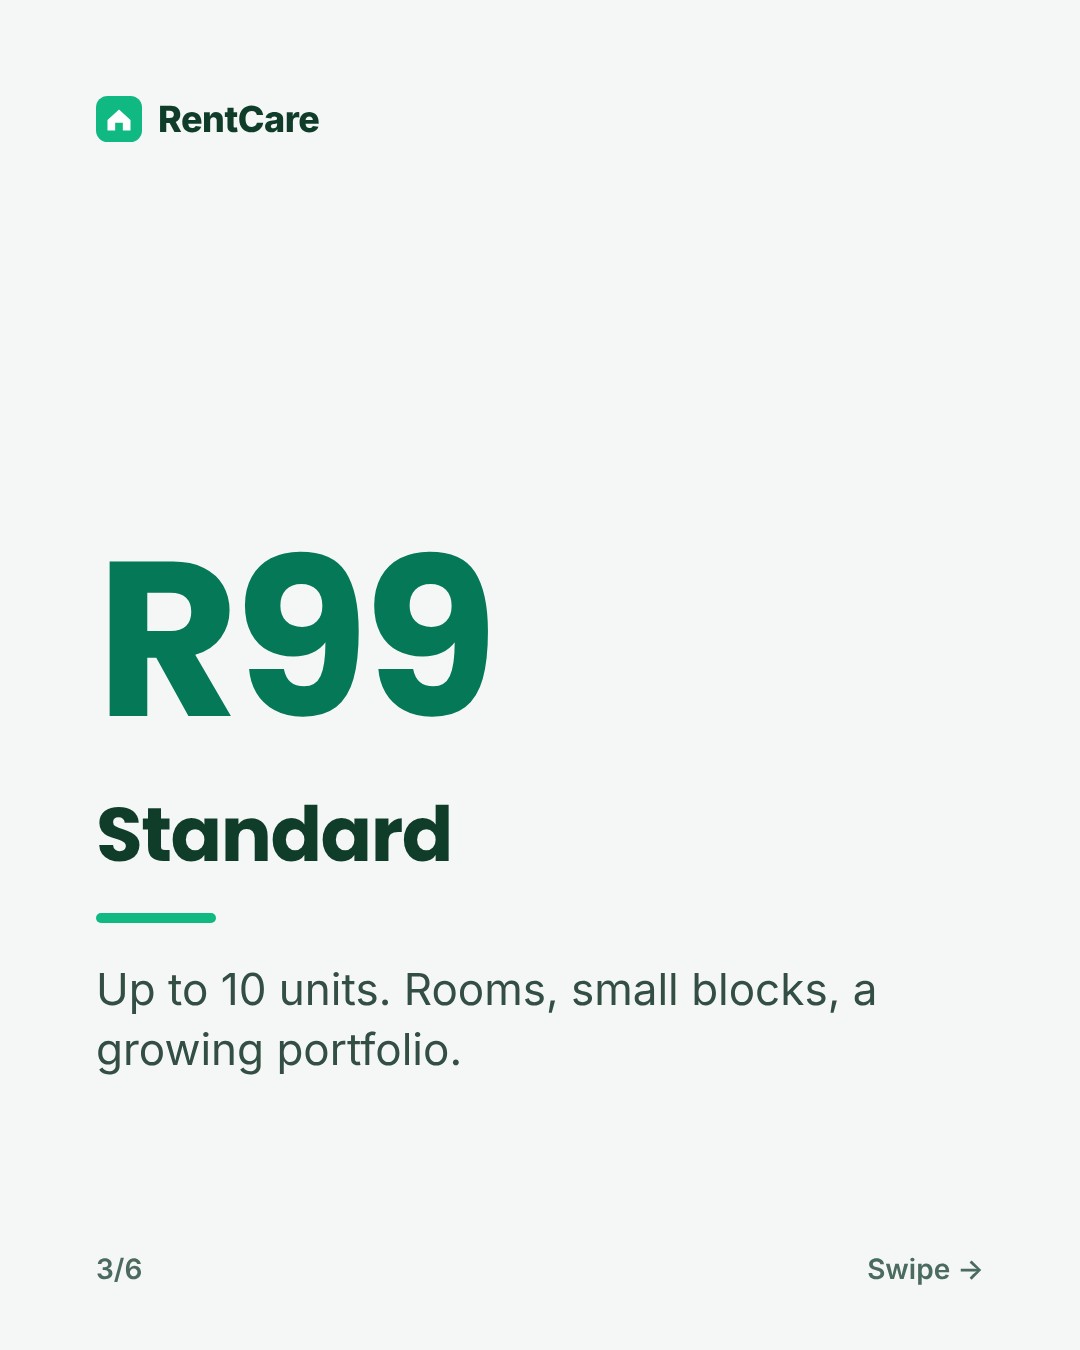 RentCare
R99
Standard
Up to 10 units. Rooms, small blocks, a
growing portfolio.
3/6
Swipe →